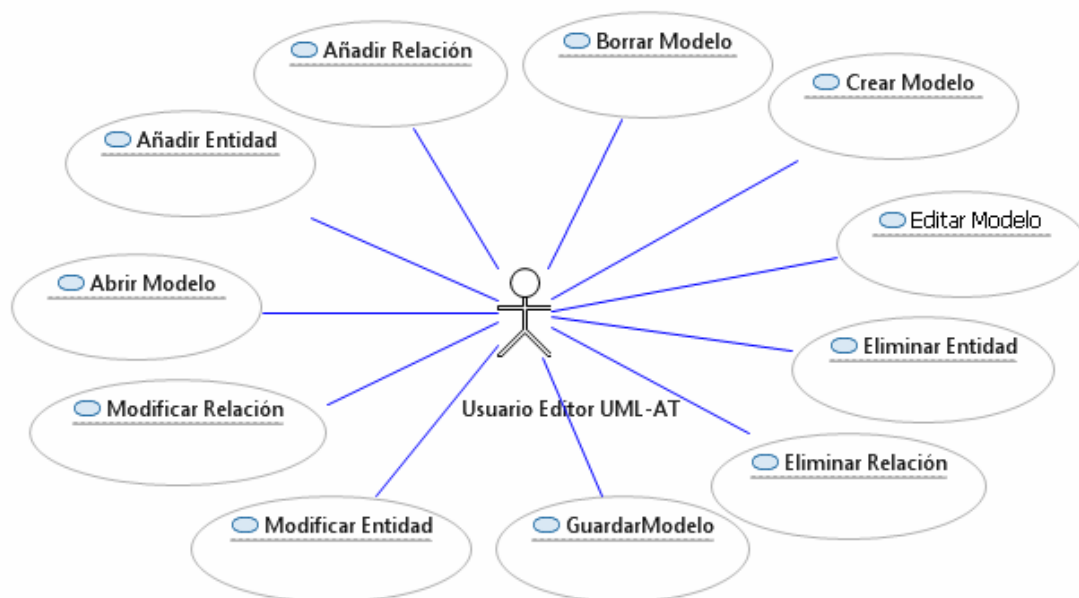 Añadir Relación
Borrar Modelo
Crear Modelo
Añadir Entidad
Editar Modelo
Abrir Modelo
Eliminar Entidad
Modificar Relación
Usuario Editor UML-AT
Eliminar Relación
Modificar Entidad
GuardarModelo